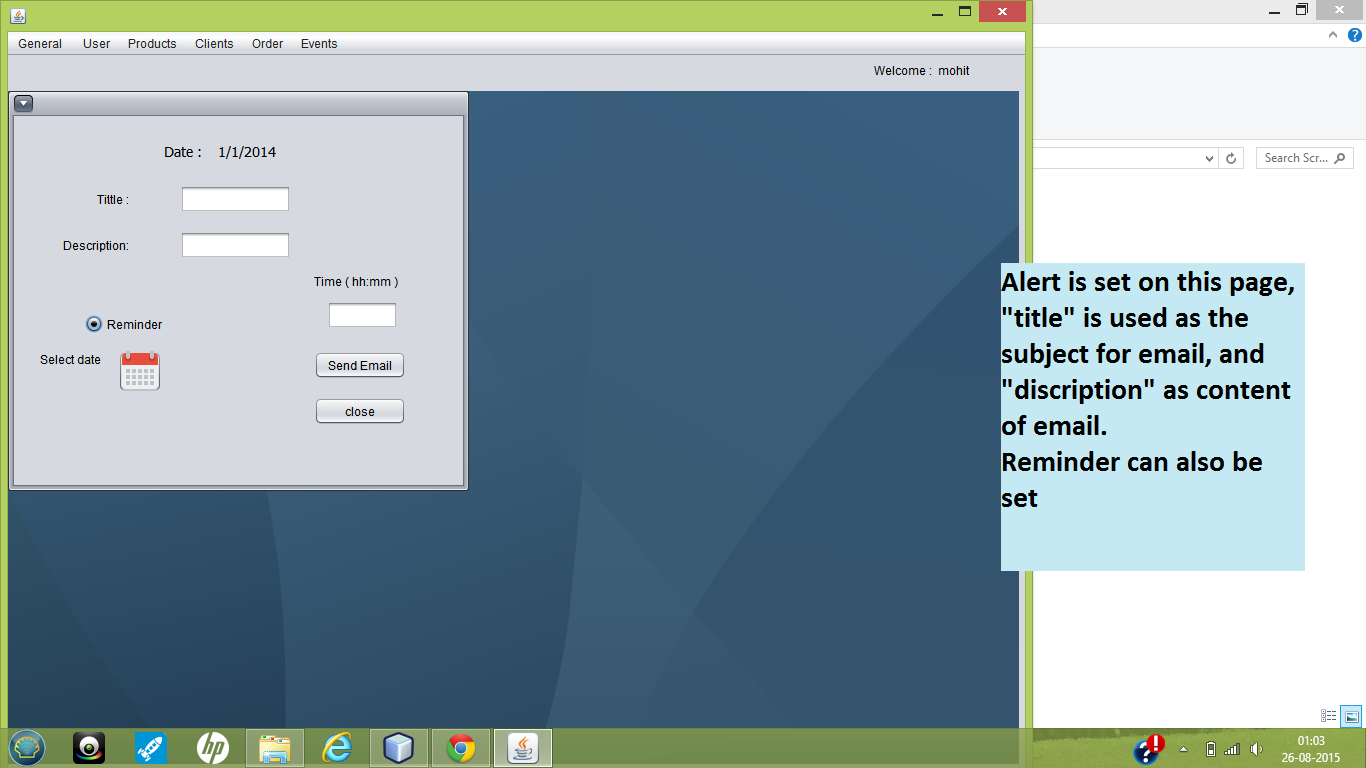 General User Products Clients Order Events
Welcome : mohit
Date : 1/1/2014
Tittle :
Description:
Time ( hh:mm )
Reminder
Select date
Send Email
close
Search Scr...
Alert is set on this page,
"title" is used as the
subject for email, and
"discription" as content
of email.
Reminder can also be
set
hp
01:03
26-08-2015